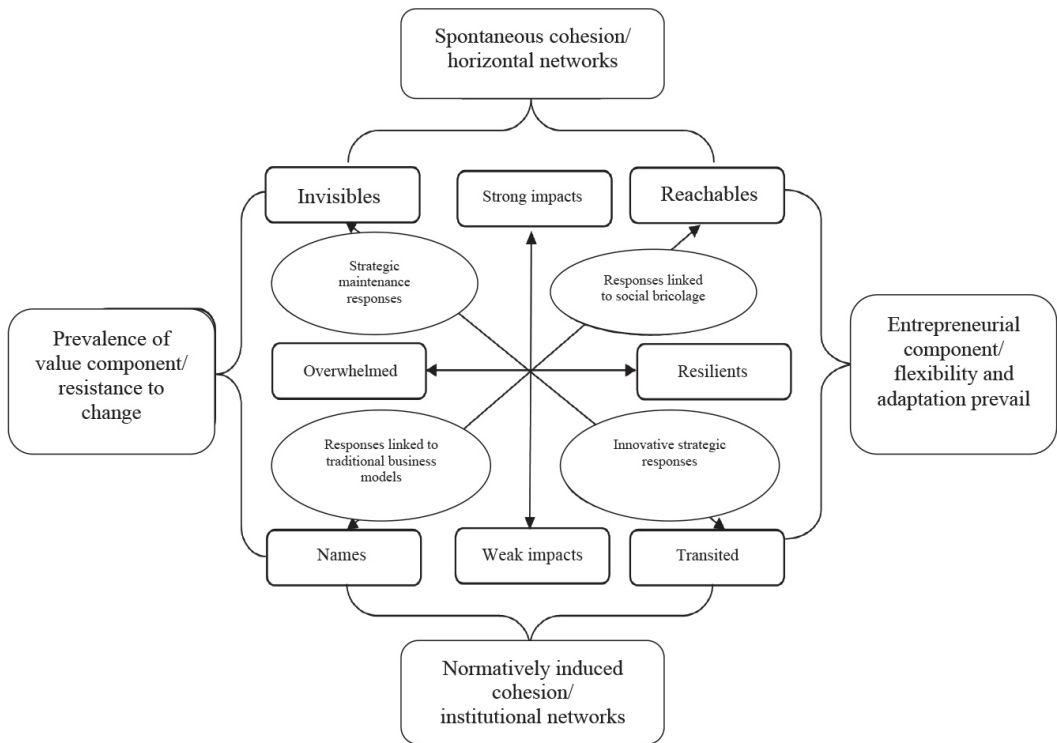 Spontaneous cohesion/
horizontal networks
Invisibles
Strong impacts
Reachables
Strategic
maintenance
responses
Responses linked
to social bricolage
Prevalence of
value component/
resistance to
change
Overwhelmed
Resilients
Entrepreneurial
component/
flexibility and
adaptation prevail
Responses linked to
traditional business
models
Innovative strategic
responses
Names
Weak impacts
Transited
Normatively induced
cohesion/
institutional networks